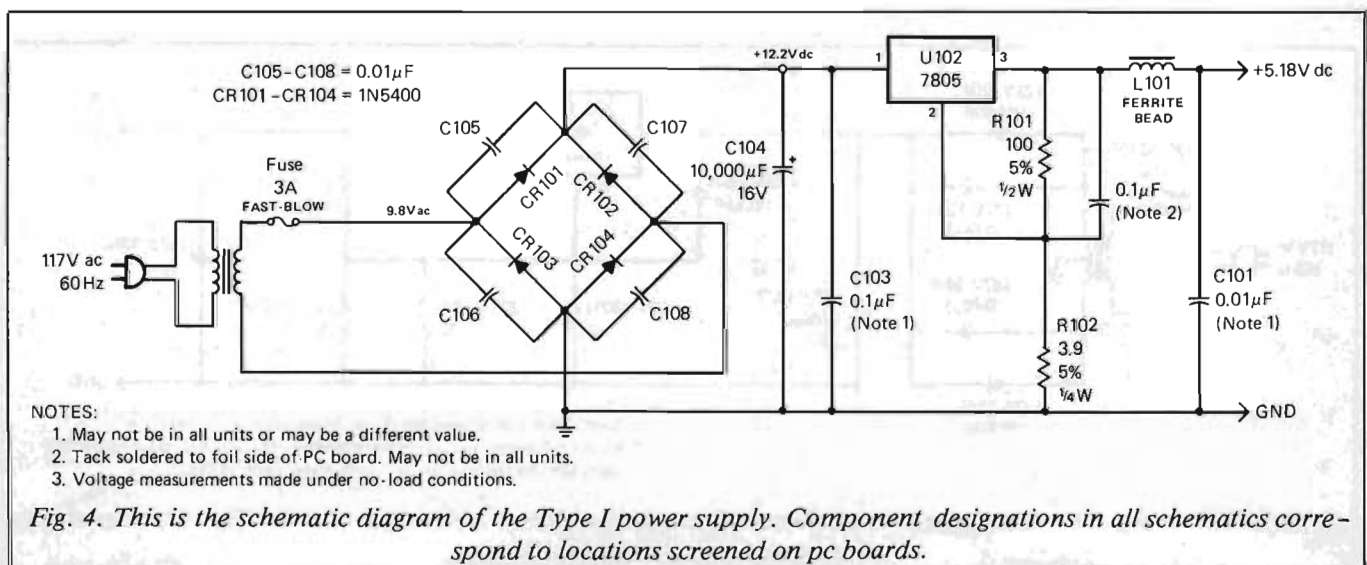 C105-C108 = 0.01µF
CR101-CR104 = 1N5400
Fuse
3A
FAST-BLOW
117V ac
60Hz
9.8Vac
C105
C107
CR101
CR102
CR103
CR104
C106
C108
+12.2Vdc
C104
10,000µF
16V
+
C103
0.1µF
(Note 1)
1
U102
7805
3
2
R101
100
5%
1/2W
0.1µF
(Note 2)
L101
FERRITE
BEAD
+5.18V dc
R102
3.9
5%
1/4W
C101
0.01µF
(Note 1)
GND
NOTES:
1. May not be in all units or may be a different value.
2. Tack soldered to foil side of PC board. May not be in all units.
3. Voltage measurements made under no-load conditions.
Fig. 4. This is the schematic diagram of the Type I power supply. Component designations in all schematics corre-
spond to locations screened on pc boards.